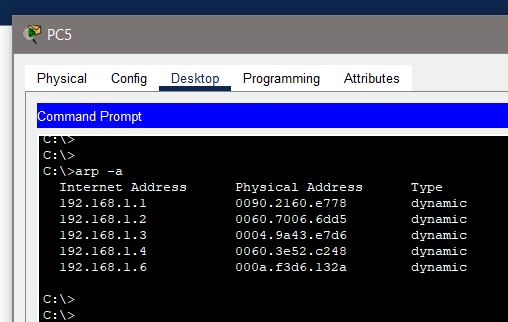 PC5
Physical Config Desktop Programming Attributes
Command Prompt
C:\>
C:\>
C:\>arp -a
Internet Address Physical Address Type
192.168.1.1 0090.2160.e778 dynamic
192.168.1.2 0060.7006.6dd5 dynamic
192.168.1.3 0004.9a43.e7d6 dynamic
192.168.1.4 0060.3e52.c248 dynamic
192.168.1.6 000a.f3d6.132a dynamic
C:\>
C:\>